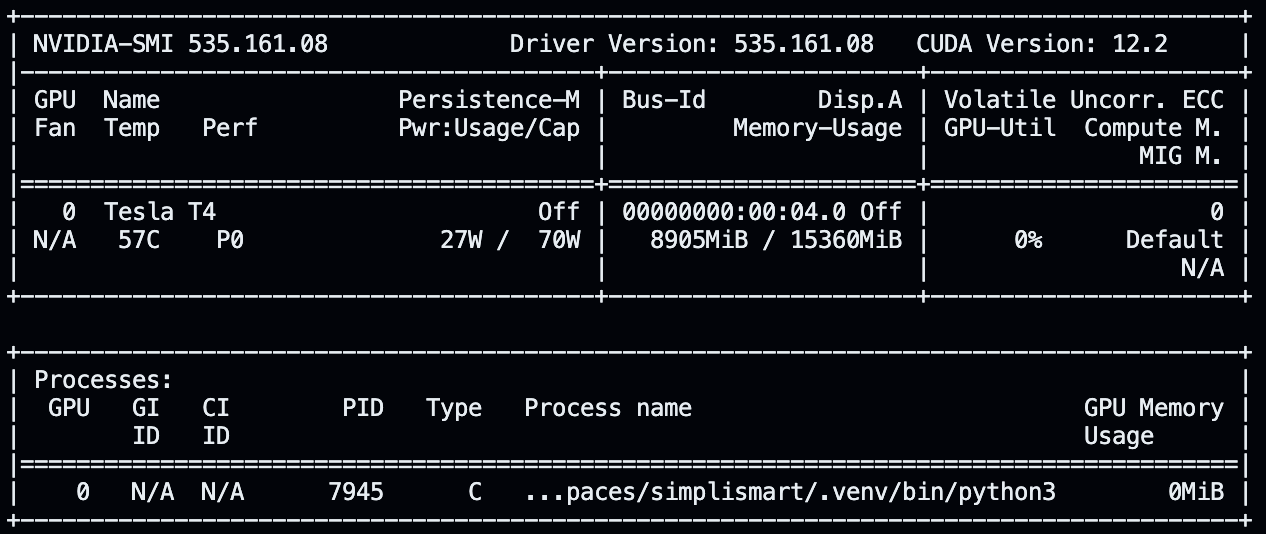 +---------------------------------------------------------------------------------------+
| NVIDIA-SMI 535.161.08             Driver Version: 535.161.08   CUDA Version: 12.2     |
|-----------------------------------------+----------------------+----------------------+
| GPU  Name                 Persistence-M | Bus-Id        Disp.A | Volatile Uncorr. ECC |
| Fan  Temp   Perf          Pwr:Usage/Cap |         Memory-Usage | GPU-Util  Compute M. |
|                                         |                      |               MIG M. |
|=========================================+======================+======================|
|   0  Tesla T4                       Off | 00000000:00:04.0 Off |                    0 |
| N/A   57C    P0              27W /  70W |   8905MiB / 15360MiB |      0%      Default |
|                                         |                      |                  N/A |
+-----------------------------------------+----------------------+----------------------+
+---------------------------------------------------------------------------------------+
| Processes:                                                                            |
|  GPU   GI   CI        PID   Type   Process name                            GPU Memory |
|        ID   ID                                                             Usage      |
|=======================================================================================|
|    0   N/A  N/A      7945      C   ...paces/simplismart/.venv/bin/python3        0MiB |
+---------------------------------------------------------------------------------------+